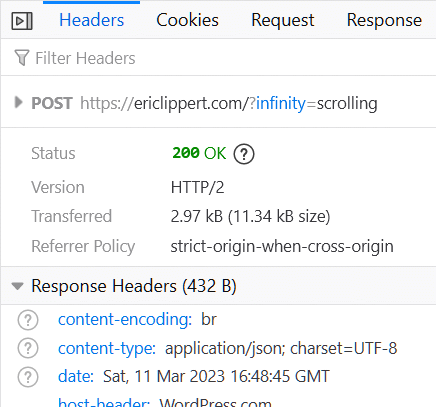 Headers Cookies Request Response
Filter Headers
POST https://ericlippert.com/?infinity=scrolling
Status 200 OK ?
Version HTTP/2
Transferred 2.97 kB (11.34 kB size)
Referrer Policy strict-origin-when-cross-origin
Response Headers (432 B)
? content-encoding: br
? content-type: application/json; charset=UTF-8
? date: Sat, 11 Mar 2023 16:48:45 GMT
host-header: WordPress.com